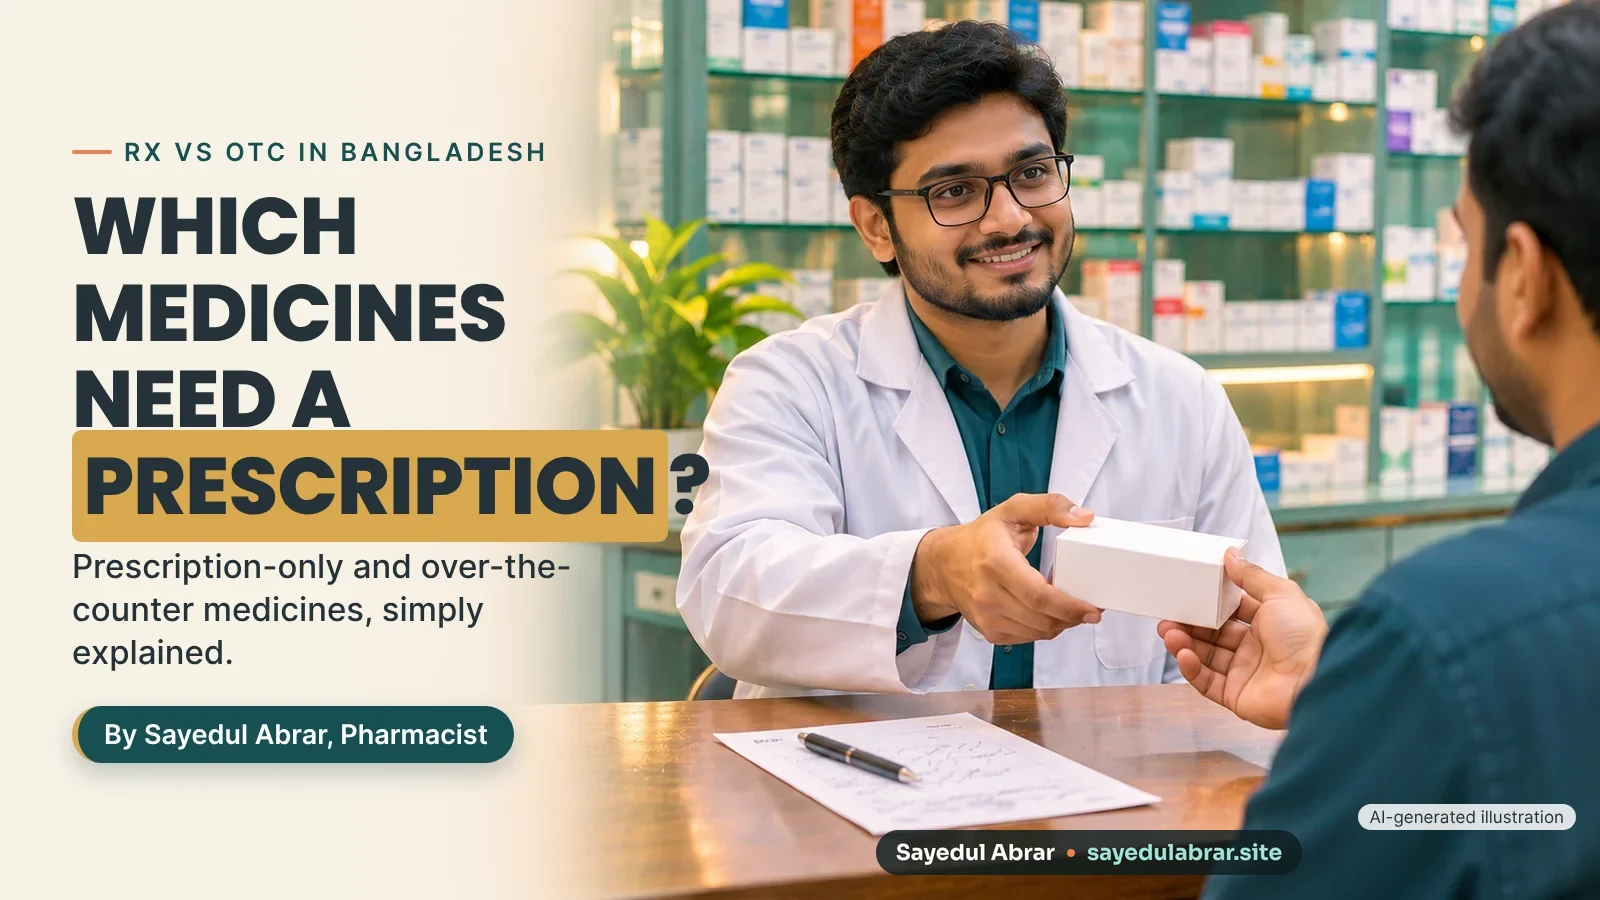 RX VS OTC IN BANGLADESH
WHICH
MEDICINES
NEED A
PRESCRIPTION?
Prescription-only and over-the-
counter medicines, simply
explained.
By Sayedul Abrar, Pharmacist
AI-generated illustration
Sayedul Abrar • sayedulabrar.site